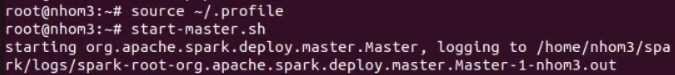 root@nhom3:~# source ~/.profile
root@nhom3:~# start-master.sh
starting org.apache.spark.deploy.master.Master, logging to /home/nhom3/spa
rk/logs/spark-root-org.apache.spark.deploy.master.Master-1-nhom3.out